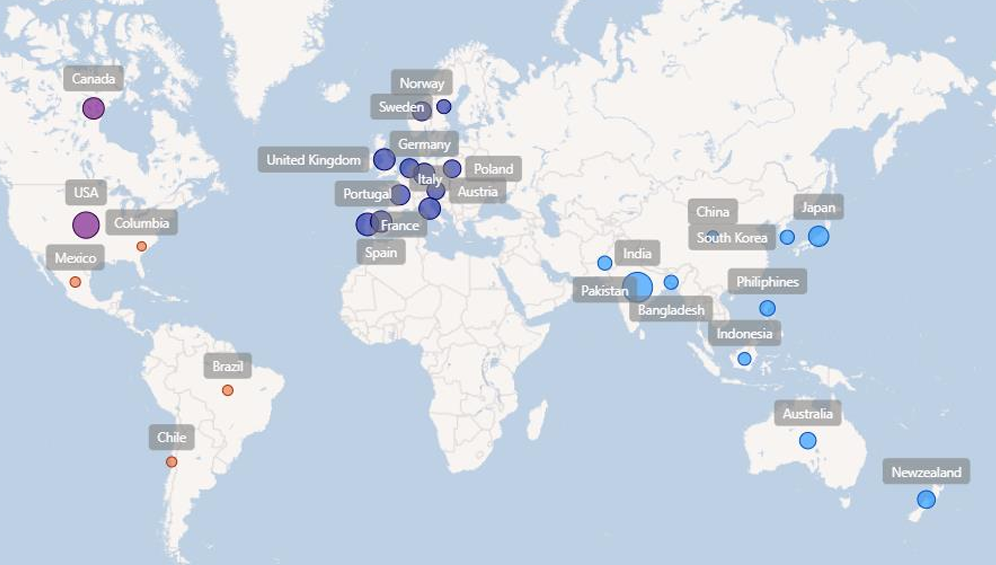 Canada
Norway
Sweden
Germany
United Kingdom
Italy
Poland
USA
Portugal
Austria
Columbia
France
China
Japan
South Korea
Mexico
Spain
India
Pakistan
Philiphines
Bangladesh
Indonesia
Brazil
Australia
Chile
Newzealand